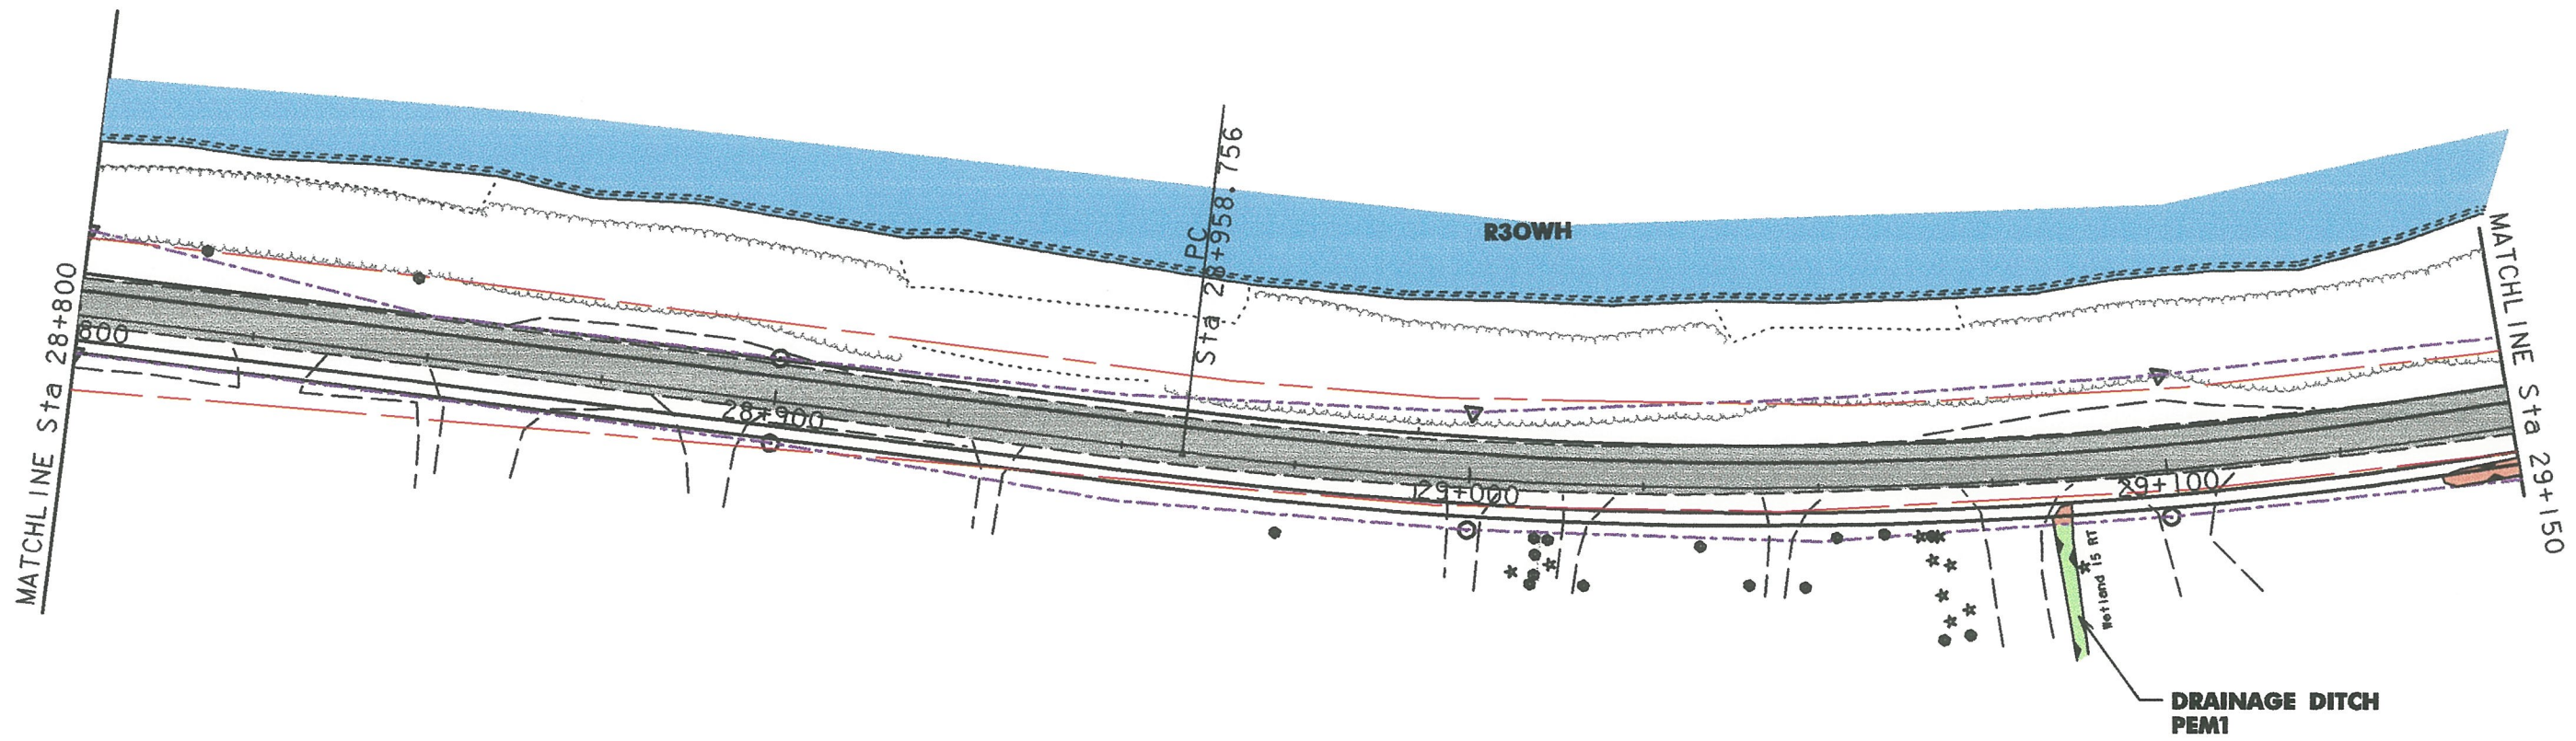 MATCHLINE Sta 28+800
800
28+900
PC
Sta 28+958.756
R3OWH
29+000
29+100
Wetland 15 RT
MATCHLINE Sta 29+150
DRAINAGE DITCH
PEM1